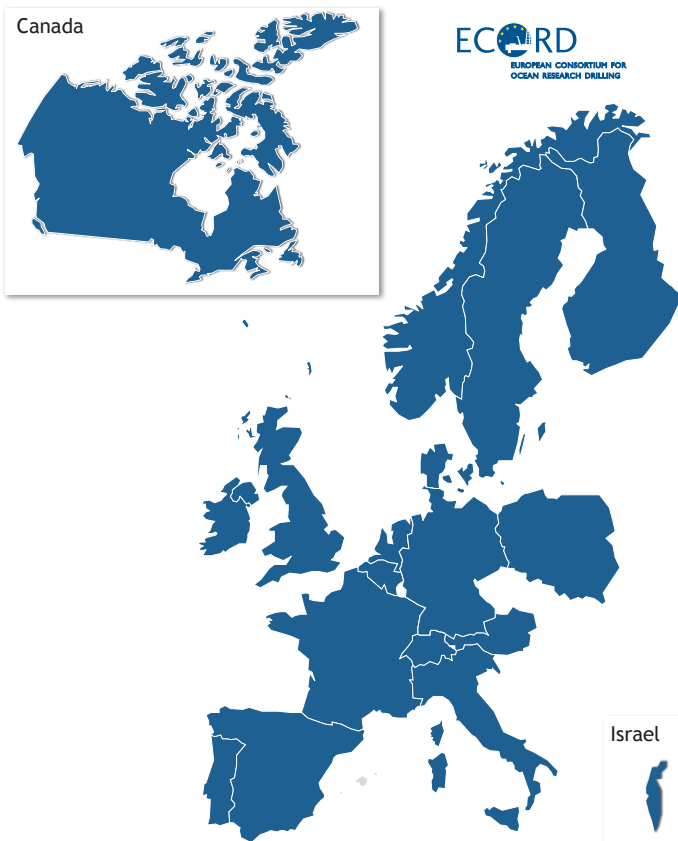 Canada
ECORD
EUROPEAN CONSORTIUM FOR
OCEAN RESEARCH DRILLING
Israel